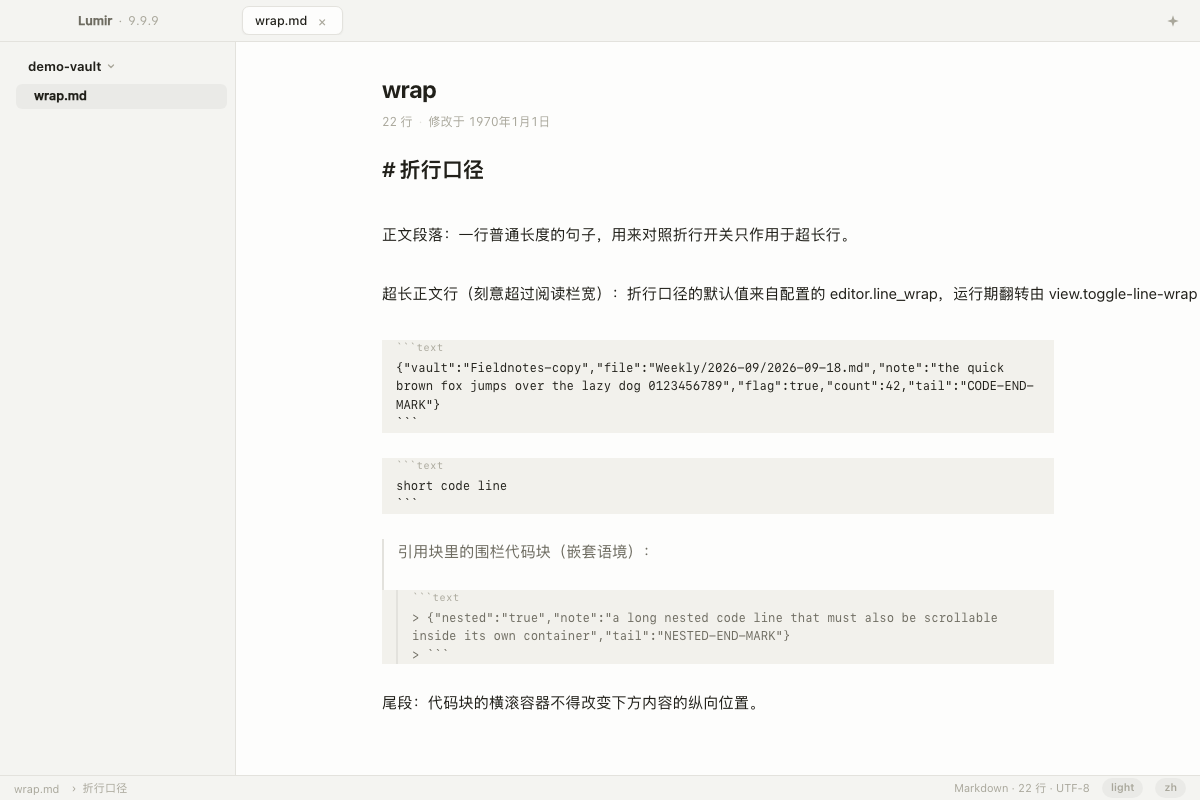 Lumir · 9.9.9
wrap.md ×
demo-vault
wrap.md
wrap
22 行 · 修改于 1970年1月1日
# 折行口径
正文段落：一行普通长度的句子，用来对照折行开关只作用于超长行。
超长正文行（刻意超过阅读栏宽）：折行口径的默认值来自配置的 editor.line_wrap，运行期翻转由 view.toggle-line-wrap
```text
{"vault":"Fieldnotes-copy","file":"Weekly/2026-09/2026-09-18.md","note":"the quick
brown fox jumps over the lazy dog 0123456789","flag":true,"count":42,"tail":"CODE-END-
MARK"}
```
```text
short code line
```
引用块里的围栏代码块（嵌套语境）：
```text
> {"nested":"true","note":"a long nested code line that must also be scrollable
inside its own container","tail":"NESTED-END-MARK"}
> ```
尾段：代码块的横滚容器不得改变下方内容的纵向位置。
wrap.md › 折行口径
Markdown · 22 行 · UTF-8 light zh